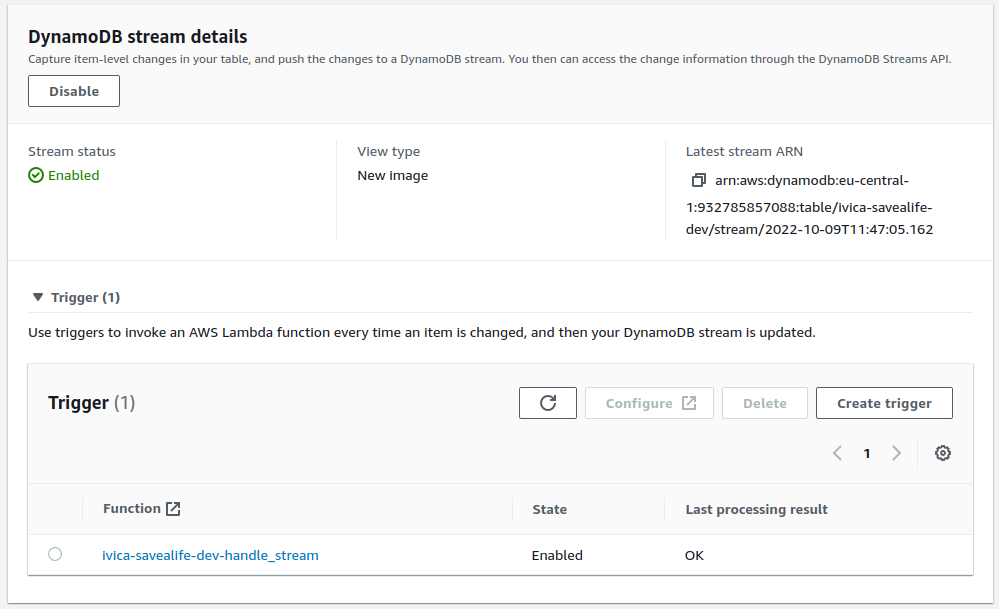 DynamoDB stream details
Capture item-level changes in your table, and push the changes to a DynamoDB stream. You then can access the change information through the DynamoDB Streams API.
Disable
Stream status
Enabled
View type
New image
Latest stream ARN
arn:aws:dynamodb:eu-central-
1:932785857088:table/ivica-savealife-
dev/stream/2022-10-09T11:47:05.162
Trigger (1)
Use triggers to invoke an AWS Lambda function every time an item is changed, and then your DynamoDB stream is updated.
Trigger (1)
Configure
Delete
Create trigger
1
Function
State
Last processing result
ivica-savealife-dev-handle_stream
Enabled
OK